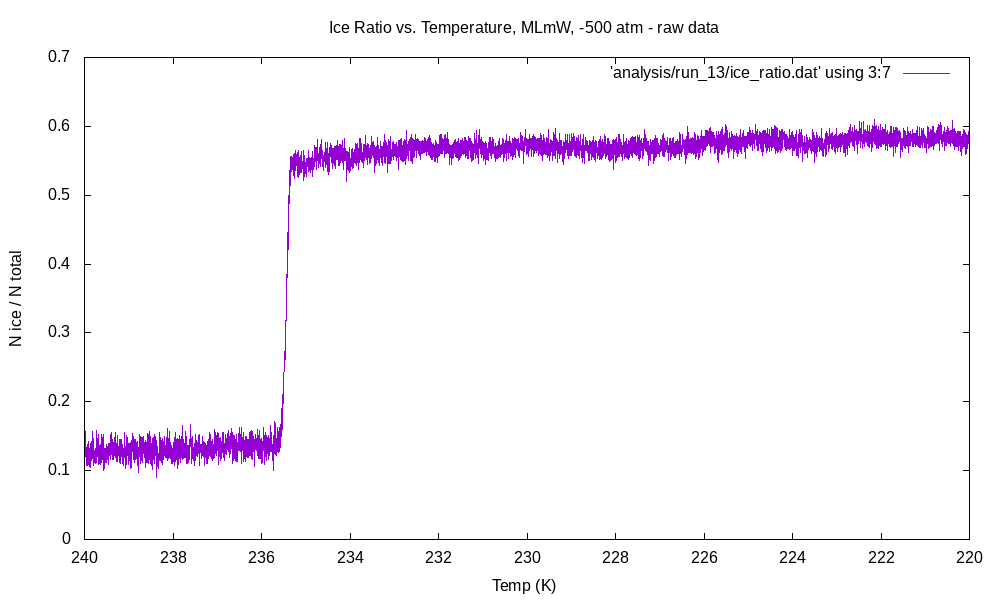 Ice Ratio vs. Temperature, MLmW, -500 atm - raw data
'analysis/run_13/ice_ratio.dat' using 3:7
0.7
0.6
0.5
0.4
0.3
0.2
0.1
0
N ice / N total
240 238 236 234 232 230 228 226 224 222 220
Temp (K)